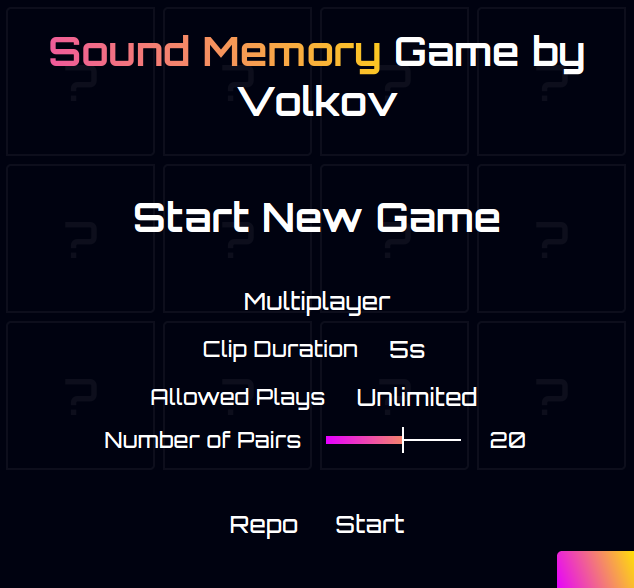 Sound Memory Game by
Volkov
? ? ? ?
Start New Game
? ? ? ?
Multiplayer
Clip Duration 5s
Allowed Plays Unlimited
? ? ? ?
Number of Pairs 20
Repo Start